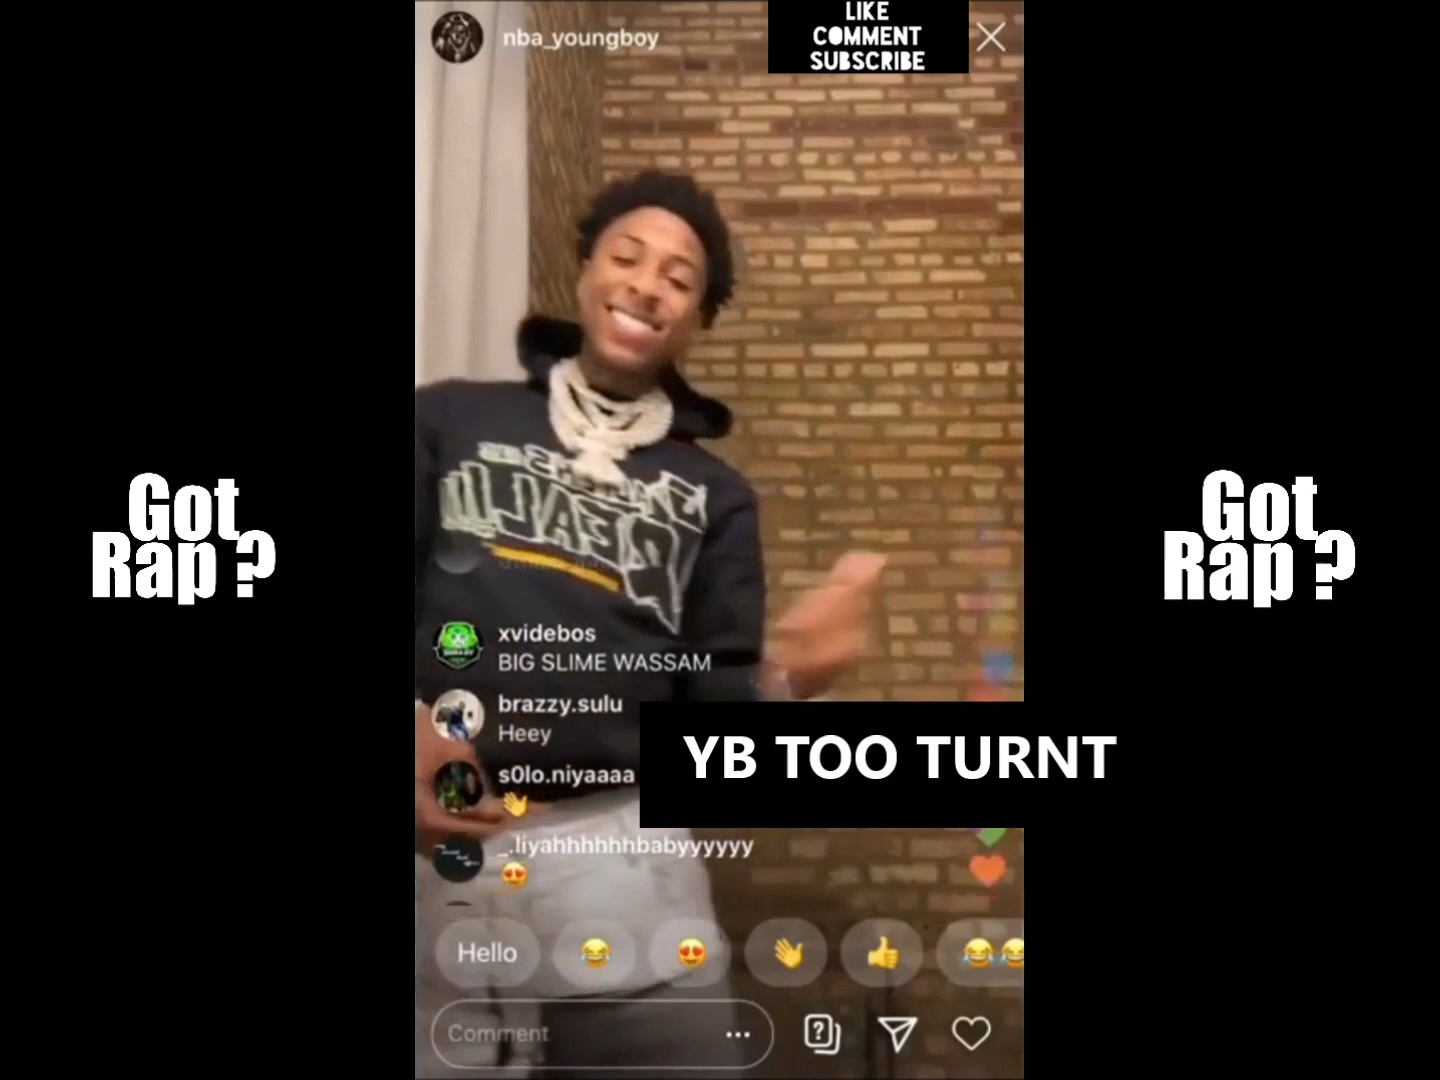 nba_youngboy
LIKE
COMMENT
SUBSCRIBE
Got
Rap ?
Got
Rap ?
REAL
xvidebos
BIG SLIME WASSAM
brazzy.sulu
Heey
s0lo.niyaaaa
👋
_.liyahhhhhhbabyyyyyy
😍
YB TOO TURNT
Hello 😂 😍 👋 👍 😂😂
Comment ...